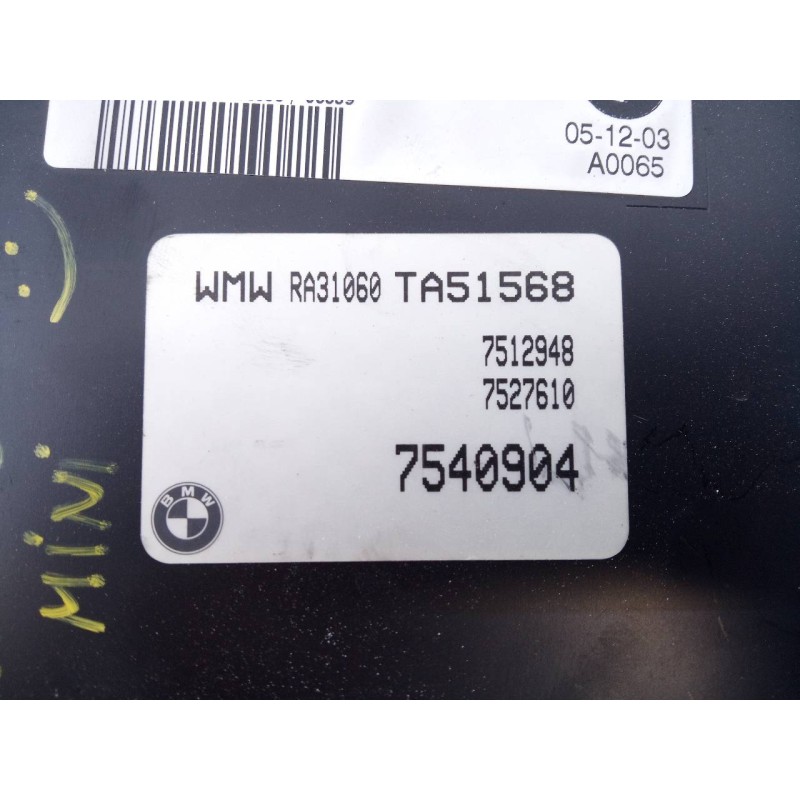 05-12-03
A0065
WMW RA31060 TA51568
7512948
7527610
7540904
BMW
MINI
:)